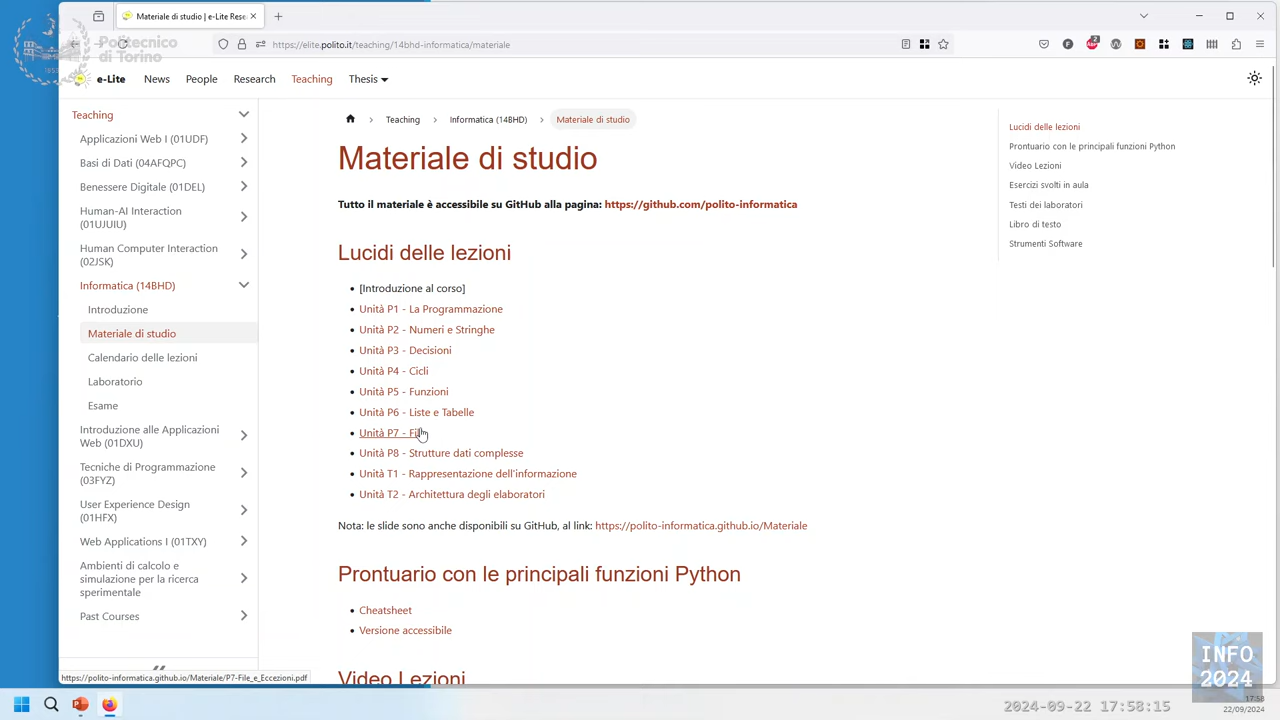 Materiale di studio | e-Lite Rese
Politecnico
di Torino
https://elite.polito.it/teaching/14bhd-informatica/materiale
2
e-Lite
News
People
Research
Teaching
Thesis
Teaching
Applicazioni Web I (01UDF)
Basi di Dati (04AFQPC)
Benessere Digitale (01DEL)
Human-AI Interaction
(01UJUIU)
Human Computer Interaction
(02JSK)
Informatica (14BHD)
Introduzione
Materiale di studio
Calendario delle lezioni
Laboratorio
Esame
Introduzione alle Applicazioni
Web (01DXU)
Tecniche di Programmazione
(03FYZ)
User Experience Design
(01HFX)
Web Applications I (01TXY)
Ambienti di calcolo e
simulazione per la ricerca
sperimentale
Past Courses
Teaching
Informatica (14BHD)
Materiale di studio
Materiale di studio
Tutto il materiale è accessibile su GitHub alla pagina: https://github.com/polito-informatica
Lucidi delle lezioni
[Introduzione al corso]
Unità P1 - La Programmazione
Unità P2 - Numeri e Stringhe
Unità P3 - Decisioni
Unità P4 - Cicli
Unità P5 - Funzioni
Unità P6 - Liste e Tabelle
Unità P7 -
Unità P8 - Strutture dati complesse
Unità T1 - Rappresentazione dell'informazione
Unità T2 - Architettura degli elaboratori
Nota: le slide sono anche disponibili su GitHub, al link: https://polito-informatica.github.io/Materiale
Prontuario con le principali funzioni Python
Cheatsheet
Versione accessibile
Video Lezioni
Lucidi delle lezioni
Prontuario con le principali funzioni Python
Video Lezioni
Esercizi svolti in aula
Testi dei laboratori
Libro di testo
Strumenti Software
https://polito-informatica.github.io/Materiale/P7-File_e_Eccezioni.pdf
INFO
2024
2024-09-22 17:58:15
17:58
22/09/2024